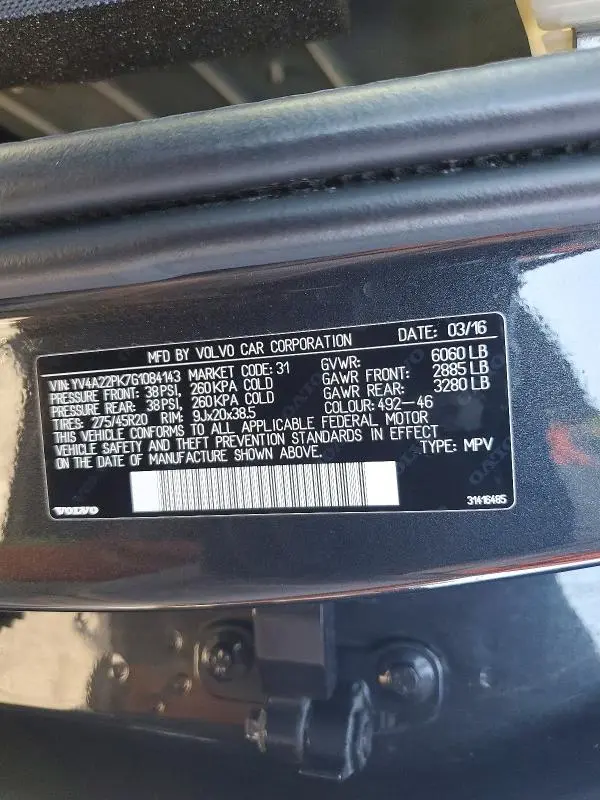 MFD BY VOLVO CAR CORPORATION DATE: 03/16
VIN: YV4A22PK7G1084143 MARKET CODE: 31 GVWR: 6060 LB
PRESSURE FRONT: 38PSI, 260KPA COLD GAWR FRONT: 2885 LB
PRESSURE REAR: 38PSI, 260KPA COLD GAWR REAR: 3280 LB
TIRES: 275/45R20 RIM: 9Jx20x38.5 COLOUR: 492-46
THIS VEHICLE CONFORMS TO ALL APPLICABLE FEDERAL MOTOR
VEHICLE SAFETY AND THEFT PREVENTION STANDARDS IN EFFECT
ON THE DATE OF MANUFACTURE SHOWN ABOVE. TYPE: MPV
VOLVO 31416485